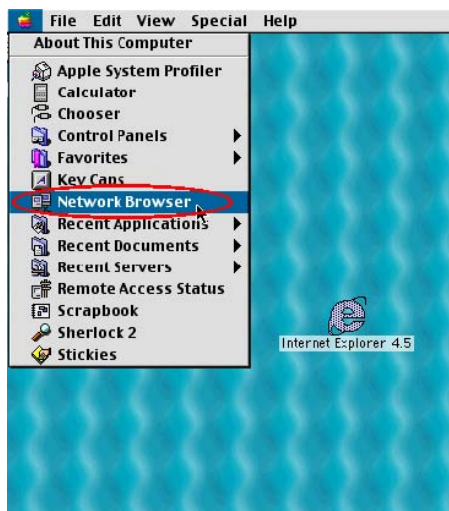 File Edit View Special Help
About This Computer
Apple System Profiler
Calculator
Chooser
Control Panels
Favorites
Key Caps
Network Browser
Recent Applications
Recent Documents
Recent Servers
Remote Access Status
Scrapbook
Sherlock 2
Stickies
Internet Explorer 4.5